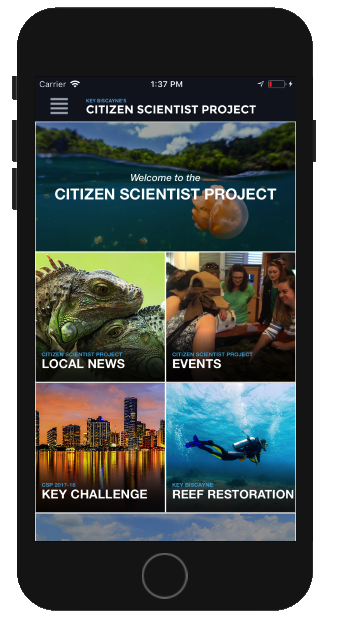 Carrier
1:37 PM
KEY BISCAYNE'S
CITIZEN SCIENTIST PROJECT
Welcome to the
CITIZEN SCIENTIST PROJECT
CITIZEN SCIENTIST PROJECT
LOCAL NEWS
CITIZEN SCIENTIST PROJECT
EVENTS
CSP 2017-18
KEY CHALLENGE
KEY BISCAYNE
REEF RESTORATION